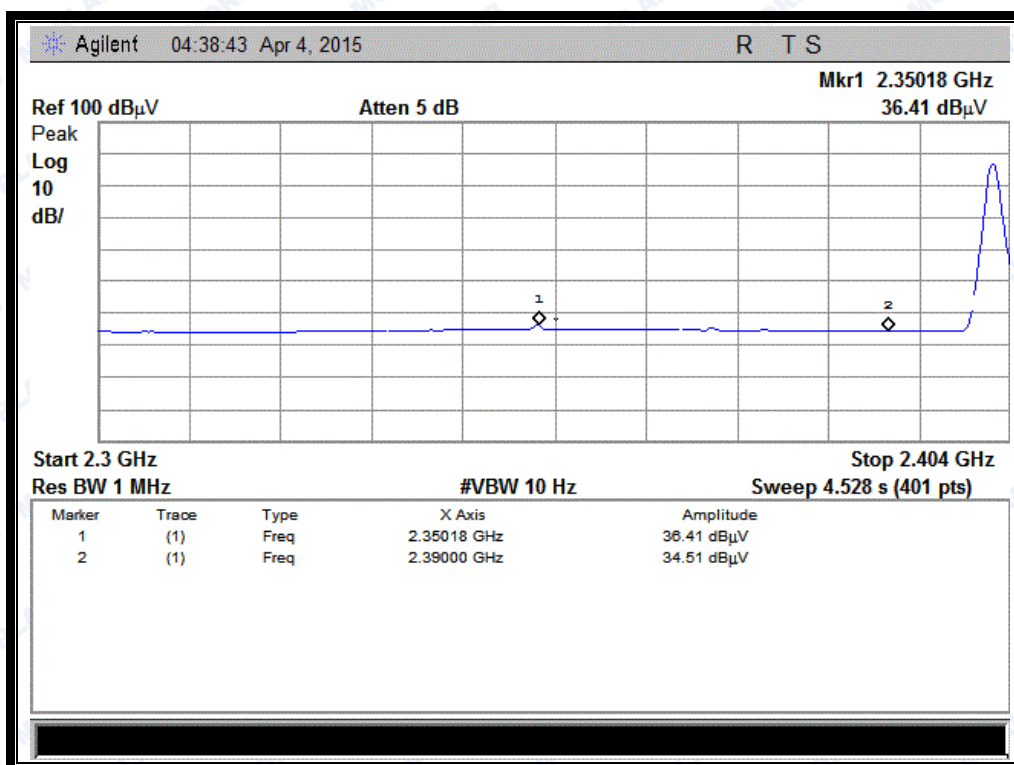 Agilent 04:38:43 Apr 4, 2015 R T S
Mkr1 2.35018 GHz
Ref 100 dBµV Atten 5 dB 36.41 dBµV
Peak
Log
10
dB/
1
2
Start 2.3 GHz Stop 2.404 GHz
Res BW 1 MHz #VBW 10 Hz Sweep 4.528 s (401 pts)
Marker Trace Type X Axis Amplitude
1 (1) Freq 2.35018 GHz 36.41 dBµV
2 (1) Freq 2.39000 GHz 34.51 dBµV